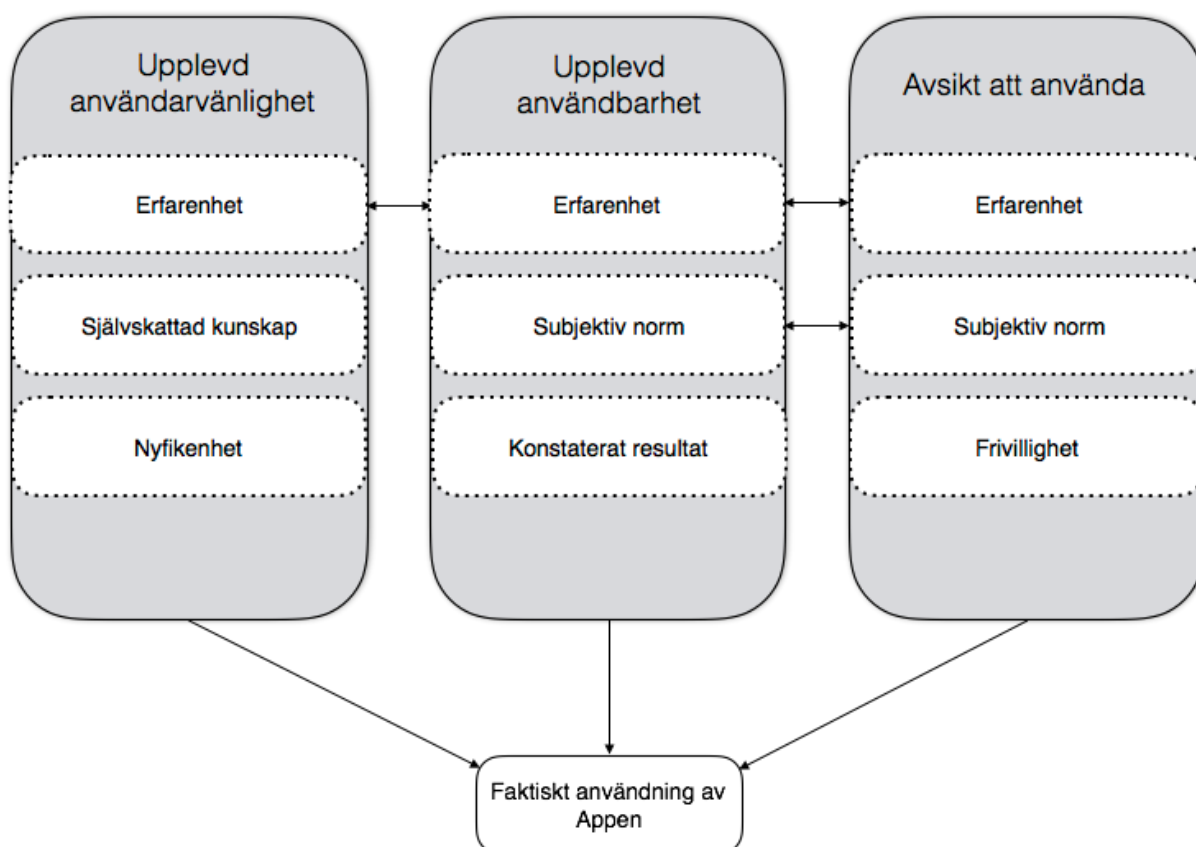 Upplevd
användarvänlighet
Erfarenhet
Självskattad kunskap
Nyfikenhet
Upplevd
användbarhet
Erfarenhet
Subjektiv norm
Konstaterat resultat
Avsikt att använda
Erfarenhet
Subjektiv norm
Frivillighet
Faktiskt användning av
Appen